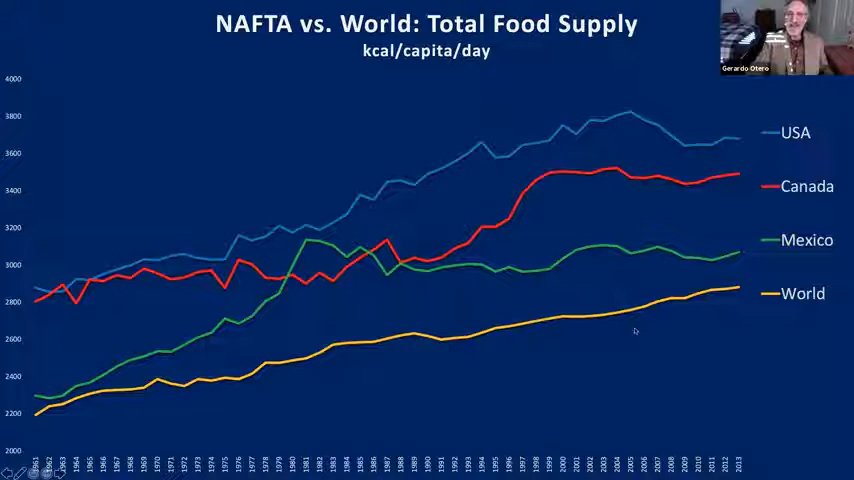 NAFTA vs. World: Total Food Supply
kcal/capita/day
Gerardo Otero
4000
3800
3600
3400
3200
3000
2800
2600
2400
2200
2000
USA
Canada
Mexico
World
1961 1962 1963 1964 1965 1966 1967 1968 1969 1970 1971 1972 1973 1974 1975 1976 1977 1978 1979 1980 1981 1982 1983 1984 1985 1986 1987 1988 1989 1990 1991 1992 1993 1994 1995 1996 1997 1998 1999 2000 2001 2002 2003 2004 2005 2006 2007 2008 2009 2010 2011 2012 2013